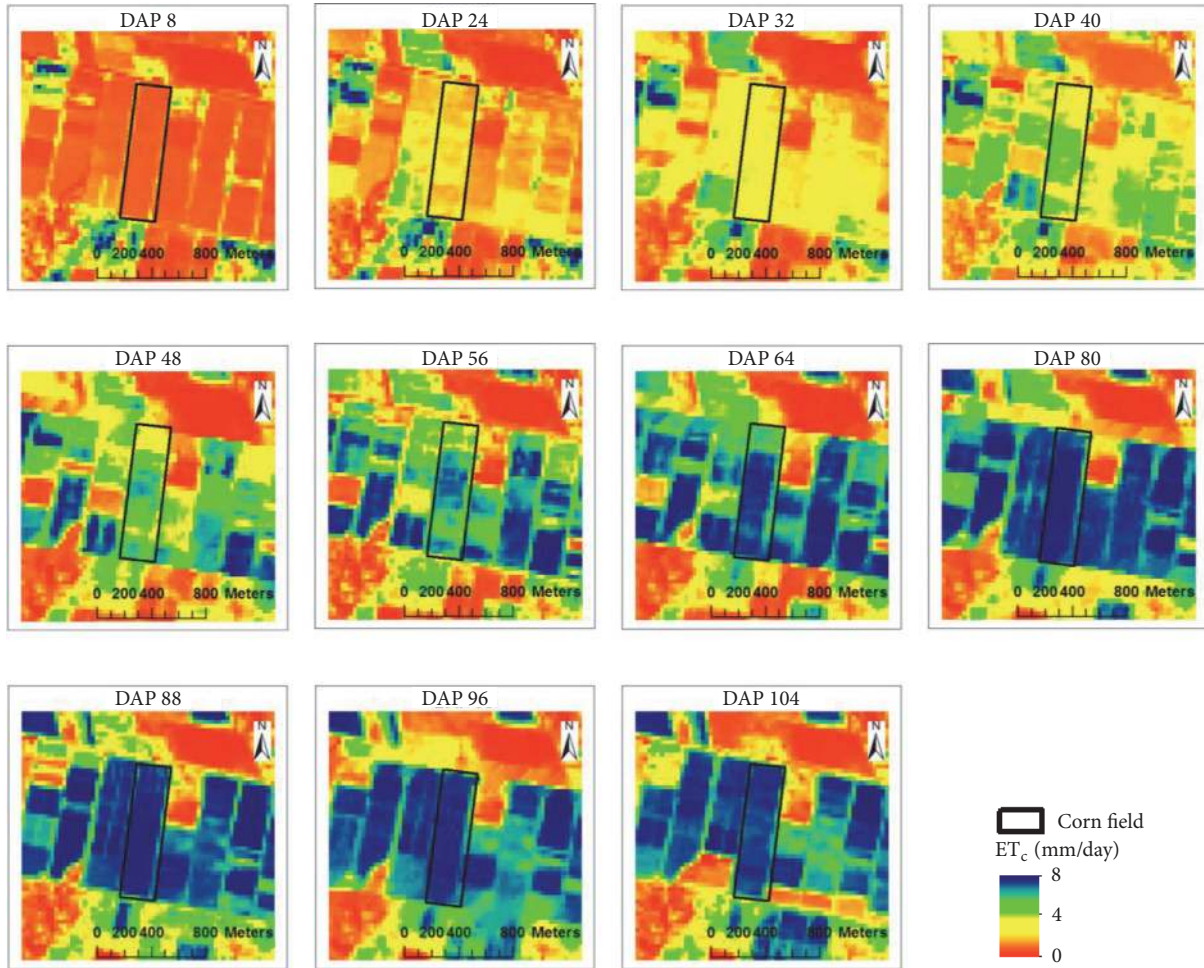 DAP 8
N
0 200 400 800 Meters
DAP 24
N
0 200 400 800 Meters
DAP 32
N
0 200 400 800 Meters
DAP 40
N
0 200 400 800 Meters
DAP 48
N
0 200 400 800 Meters
DAP 56
N
0 200 400 800 Meters
DAP 64
N
0 200 400 800 Meters
DAP 80
N
0 200 400 800 Meters
DAP 88
N
0 200 400 800 Meters
DAP 96
N
0 200 400 800 Meters
DAP 104
N
0 200 400 800 Meters
Corn field
ETc (mm/day)
8
4
0